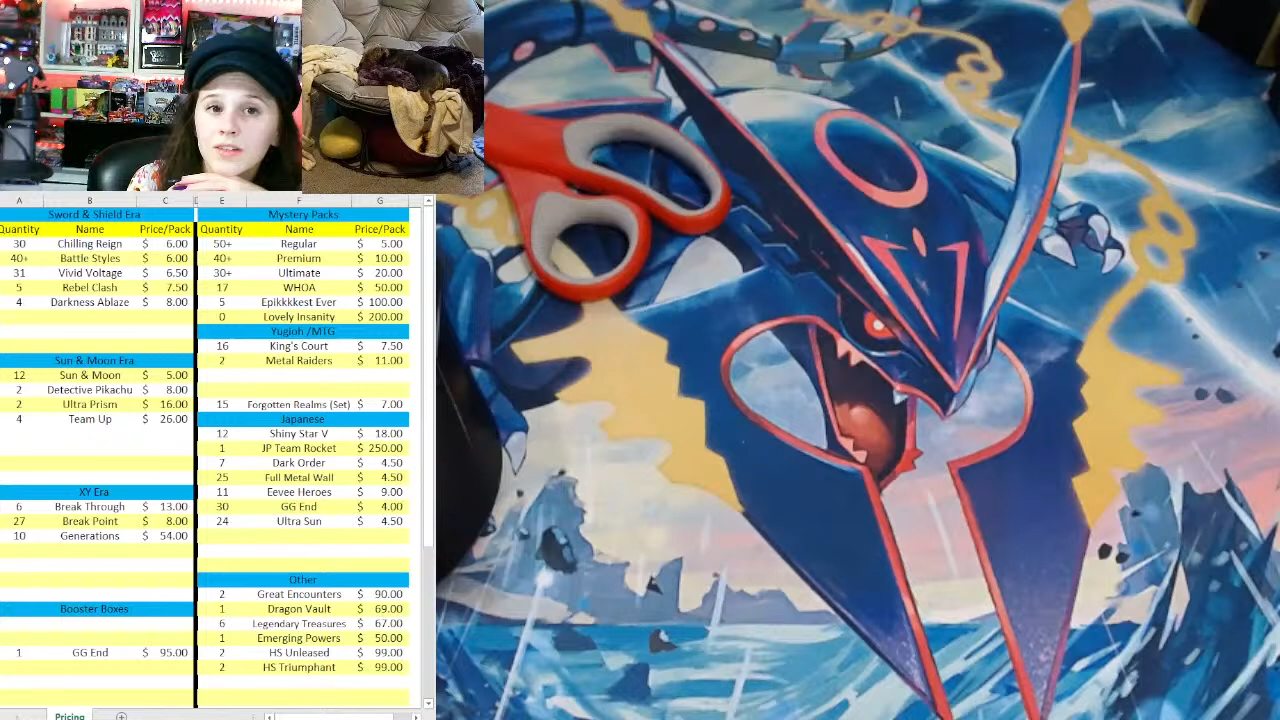 A B C E F G
Sword & Shield Era
Quantity Name Price/Pack
30 Chilling Reign $ 6.00
40+ Battle Styles $ 6.00
31 Vivid Voltage $ 6.50
5 Rebel Clash $ 7.50
4 Darkness Ablaze $ 8.00
Sun & Moon Era
12 Sun & Moon $ 5.00
2 Detective Pikachu $ 8.00
2 Ultra Prism $ 16.00
4 Team Up $ 26.00
XY Era
6 Break Through $ 13.00
27 Break Point $ 8.00
10 Generations $ 54.00
Booster Boxes
1 GG End $ 95.00
Mystery Packs
Quantity Name Price/Pack
50+ Regular $ 5.00
40+ Premium $ 10.00
30+ Ultimate $ 20.00
17 WHOA $ 50.00
5 Epikkkkest Ever $ 100.00
0 Lovely Insanity $ 200.00
Yugioh /MTG
16 King's Court $ 7.50
2 Metal Raiders $ 11.00
15 Forgotten Realms (Set) $ 7.00
Japanese
12 Shiny Star V $ 18.00
1 JP Team Rocket $ 250.00
7 Dark Order $ 4.50
25 Full Metal Wall $ 4.50
11 Eevee Heroes $ 9.00
30 GG End $ 4.00
24 Ultra Sun $ 4.50
Other
2 Great Encounters $ 90.00
1 Dragon Vault $ 69.00
6 Legendary Treasures $ 67.00
1 Emerging Powers $ 50.00
2 HS Unleased $ 99.00
2 HS Triumphant $ 99.00
Pricing